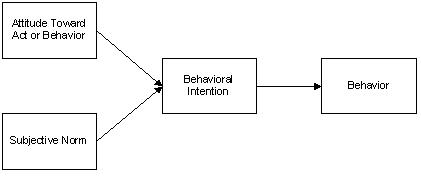 Attitude Toward
Act or Behavior
Behavioral
Intention
Behavior
Subjective Norm